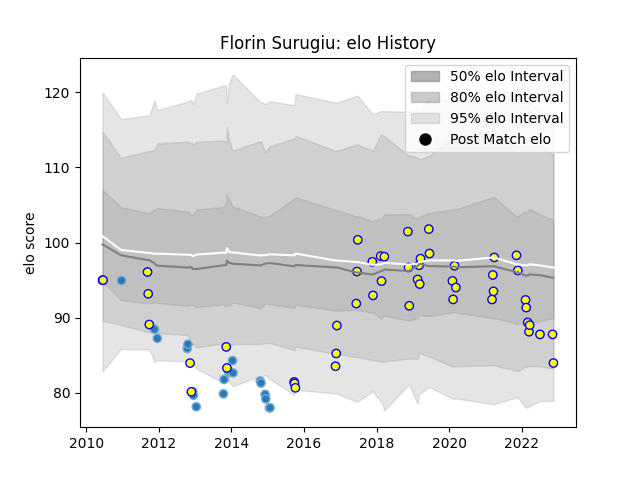 Florin Surugiu: elo History
50% elo Interval
80% elo Interval
95% elo Interval
Post Match elo
elo score
120
110
100
90
80
2010 2012 2014 2016 2018 2020 2022